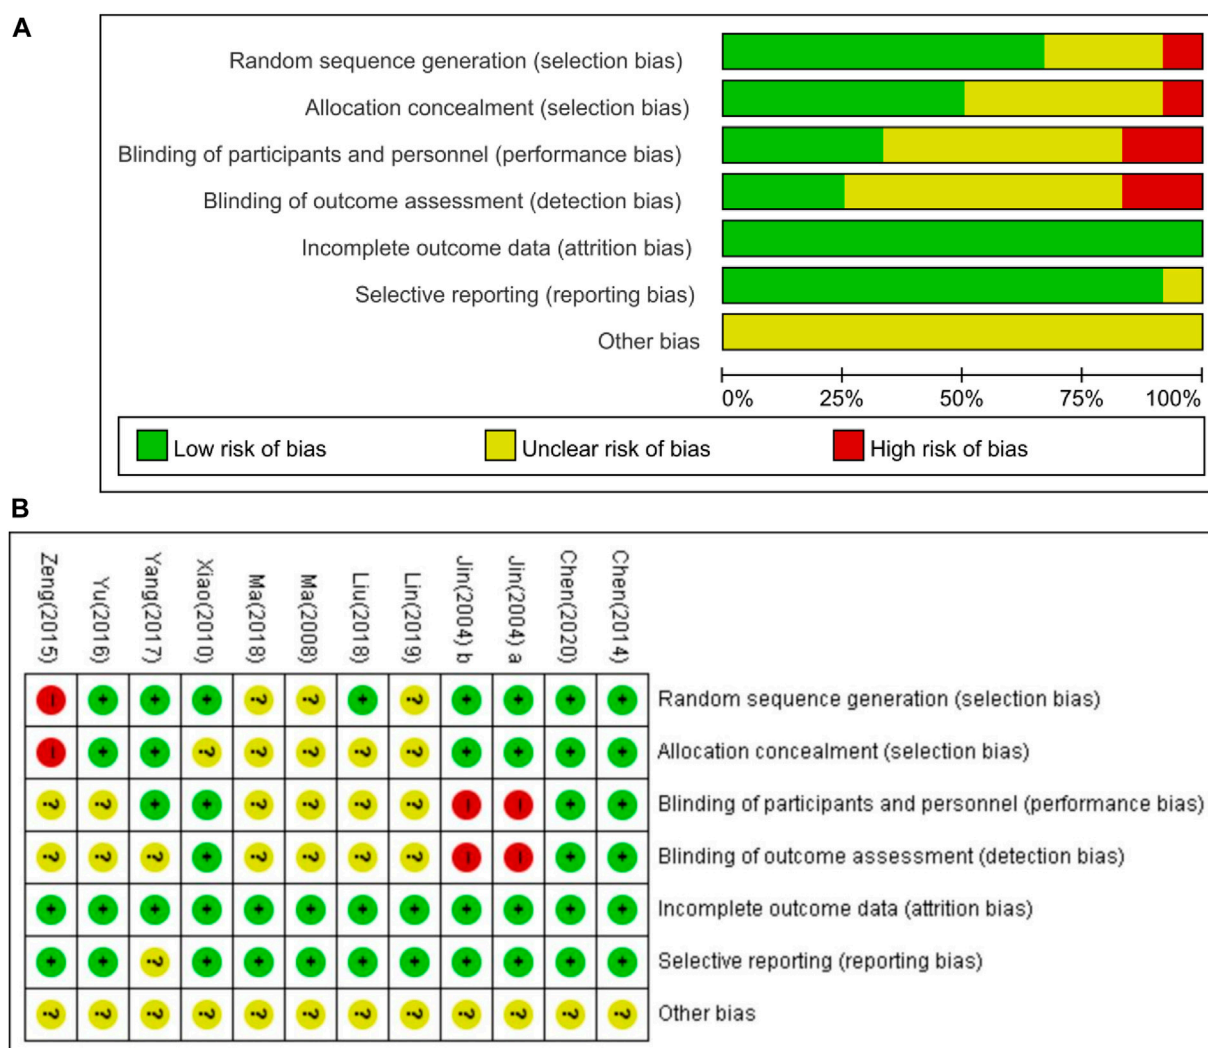 A
Random sequence generation (selection bias)
Allocation concealment (selection bias)
Blinding of participants and personnel (performance bias)
Blinding of outcome assessment (detection bias)
Incomplete outcome data (attrition bias)
Selective reporting (reporting bias)
Other bias
0% 25% 50% 75% 100%
Low risk of bias Unclear risk of bias High risk of bias
B
Zeng(2015) Yu(2016) Yang(2017) Xiao(2010) Ma(2018) Ma(2008) Liu(2018) Lin(2019) Jin(2004) b Jin(2004) a Chen(2020) Chen(2014)
- + + + ? ? + ? + + + + Random sequence generation (selection bias)
- + + ? ? ? ? ? + + + + Allocation concealment (selection bias)
? ? + + ? ? ? ? - - + + Blinding of participants and personnel (performance bias)
? ? ? + ? ? ? ? - - + + Blinding of outcome assessment (detection bias)
+ + + + + + + + + + + + Incomplete outcome data (attrition bias)
+ + ? + + + + + + + + + Selective reporting (reporting bias)
? ? ? ? ? ? ? ? ? ? ? ? Other bias